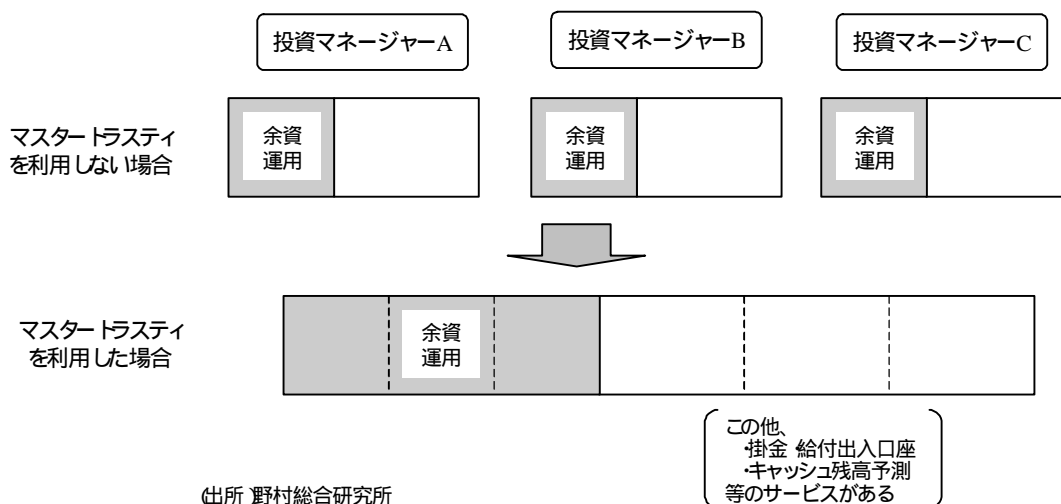 投資マネージャーA
投資マネージャーB
投資マネージャーC
マスタートラスティ
を利用しない場合
余資
運用
余資
運用
余資
運用
マスタートラスティ
を利用した場合
余資
運用
この他、
・掛金・給付出入口座
・キャッシュ残高予測
等のサービスがある
(出所)野村総合研究所